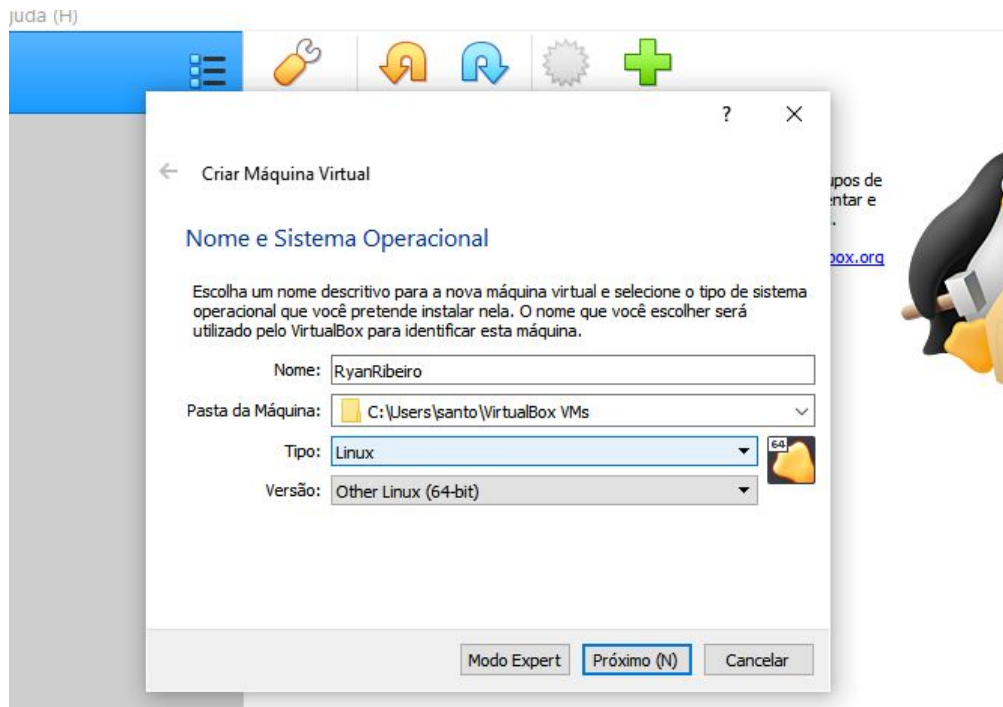 juda (H)
?
Criar Máquina Virtual
upos de
entar e
.
box.org
Nome e Sistema Operacional
Escolha um nome descritivo para a nova máquina virtual e selecione o tipo de sistema
operacional que você pretende instalar nela. O nome que você escolher será
utilizado pelo VirtualBox para identificar esta máquina.
Nome: RyanRibeiro
Pasta da Máquina: C:\Users\santo\VirtualBox VMs
Tipo: Linux
64
Versão: Other Linux (64-bit)
Modo Expert Próximo (N) Cancelar